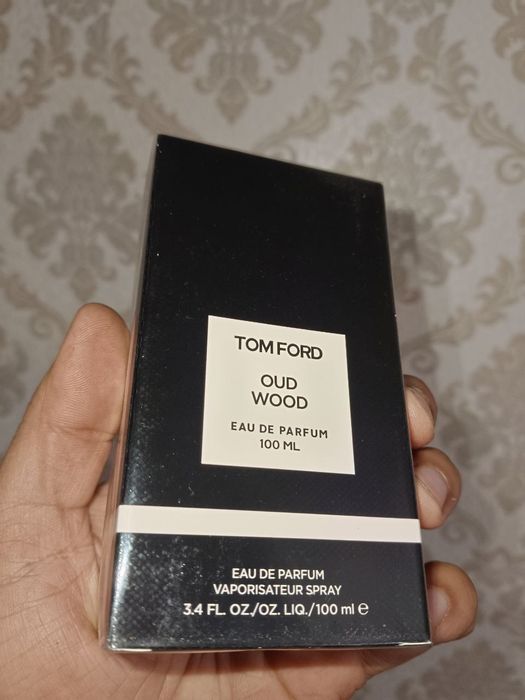 TOM FORD
OUD
WOOD
EAU DE PARFUM
100 ML
EAU DE PARFUM
VAPORISATEUR SPRAY
3.4 FL. OZ./OZ. LIQ./100 ml ℮